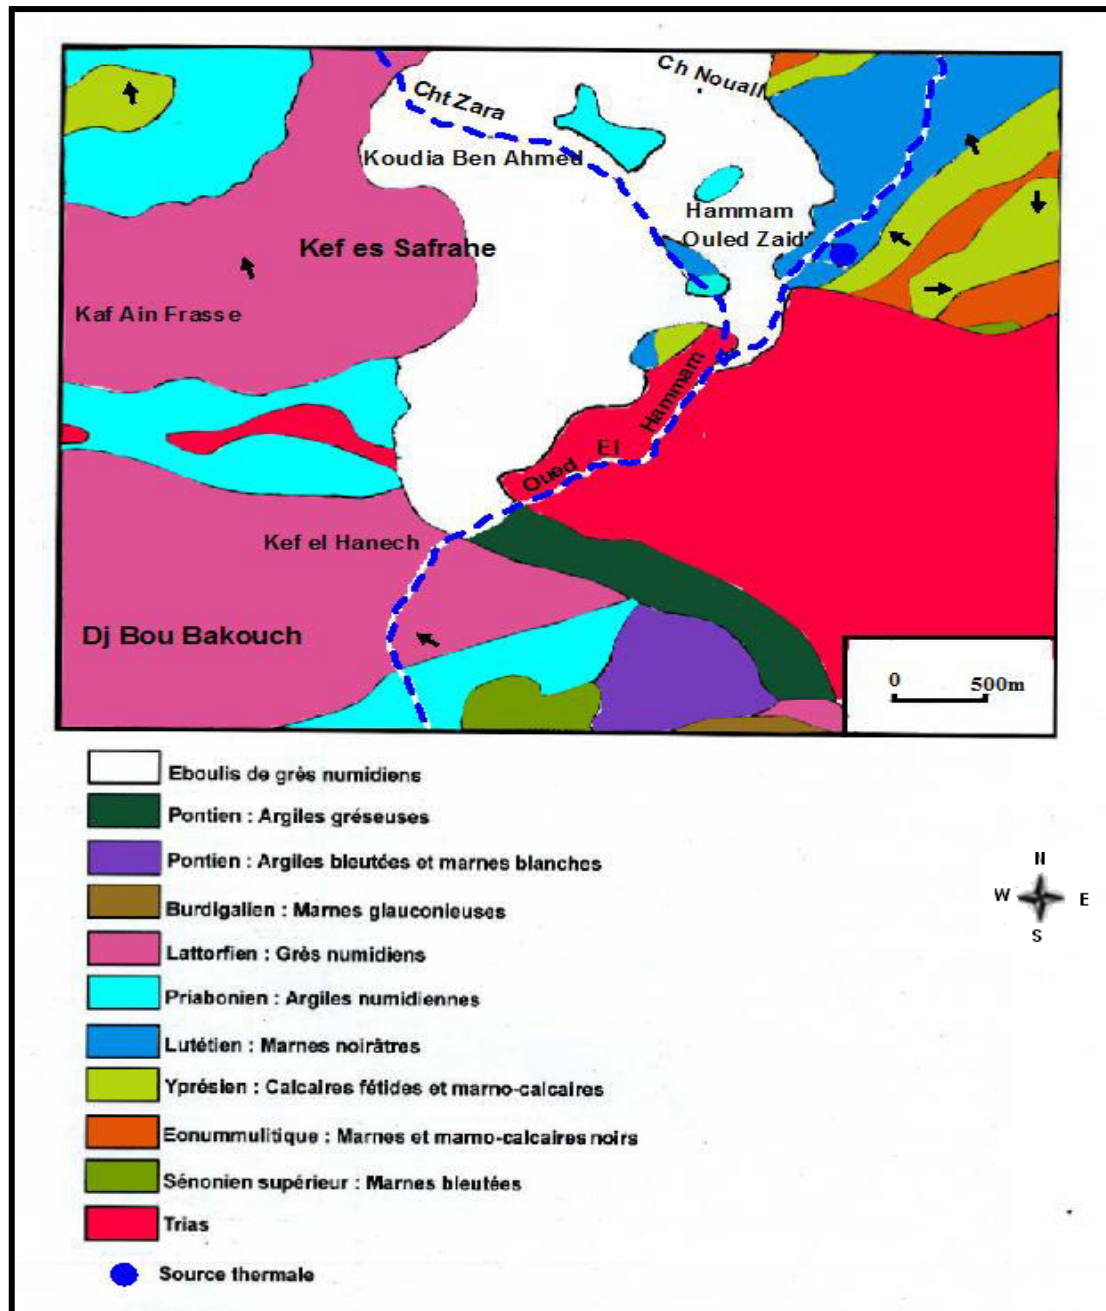 Ch Nouall
Cht Zara
Koudia Ben Ahmed
Hammam
Ouled Zaid
Kef es Safrahe
Kaf Ain Frasse
Oued El Hammam
Kef el Hanech
Dj Bou Bakouch
0 500m
Eboulis de grès numidiens
Pontien : Argiles gréseuses
Pontien : Argiles bleutées et marnes blanches
Burdigalien : Marnes glauconieuses
Lattorfien : Grès numidiens
Priabonien : Argiles numidiennes
Lutétien : Marnes noirâtres
Yprésien : Calcaires fétides et marno-calcaires
Eonummulitique : Marnes et marno-calcaires noirs
Sénonien supérieur : Marnes bleutées
Trias
Source thermale
N
W E
S